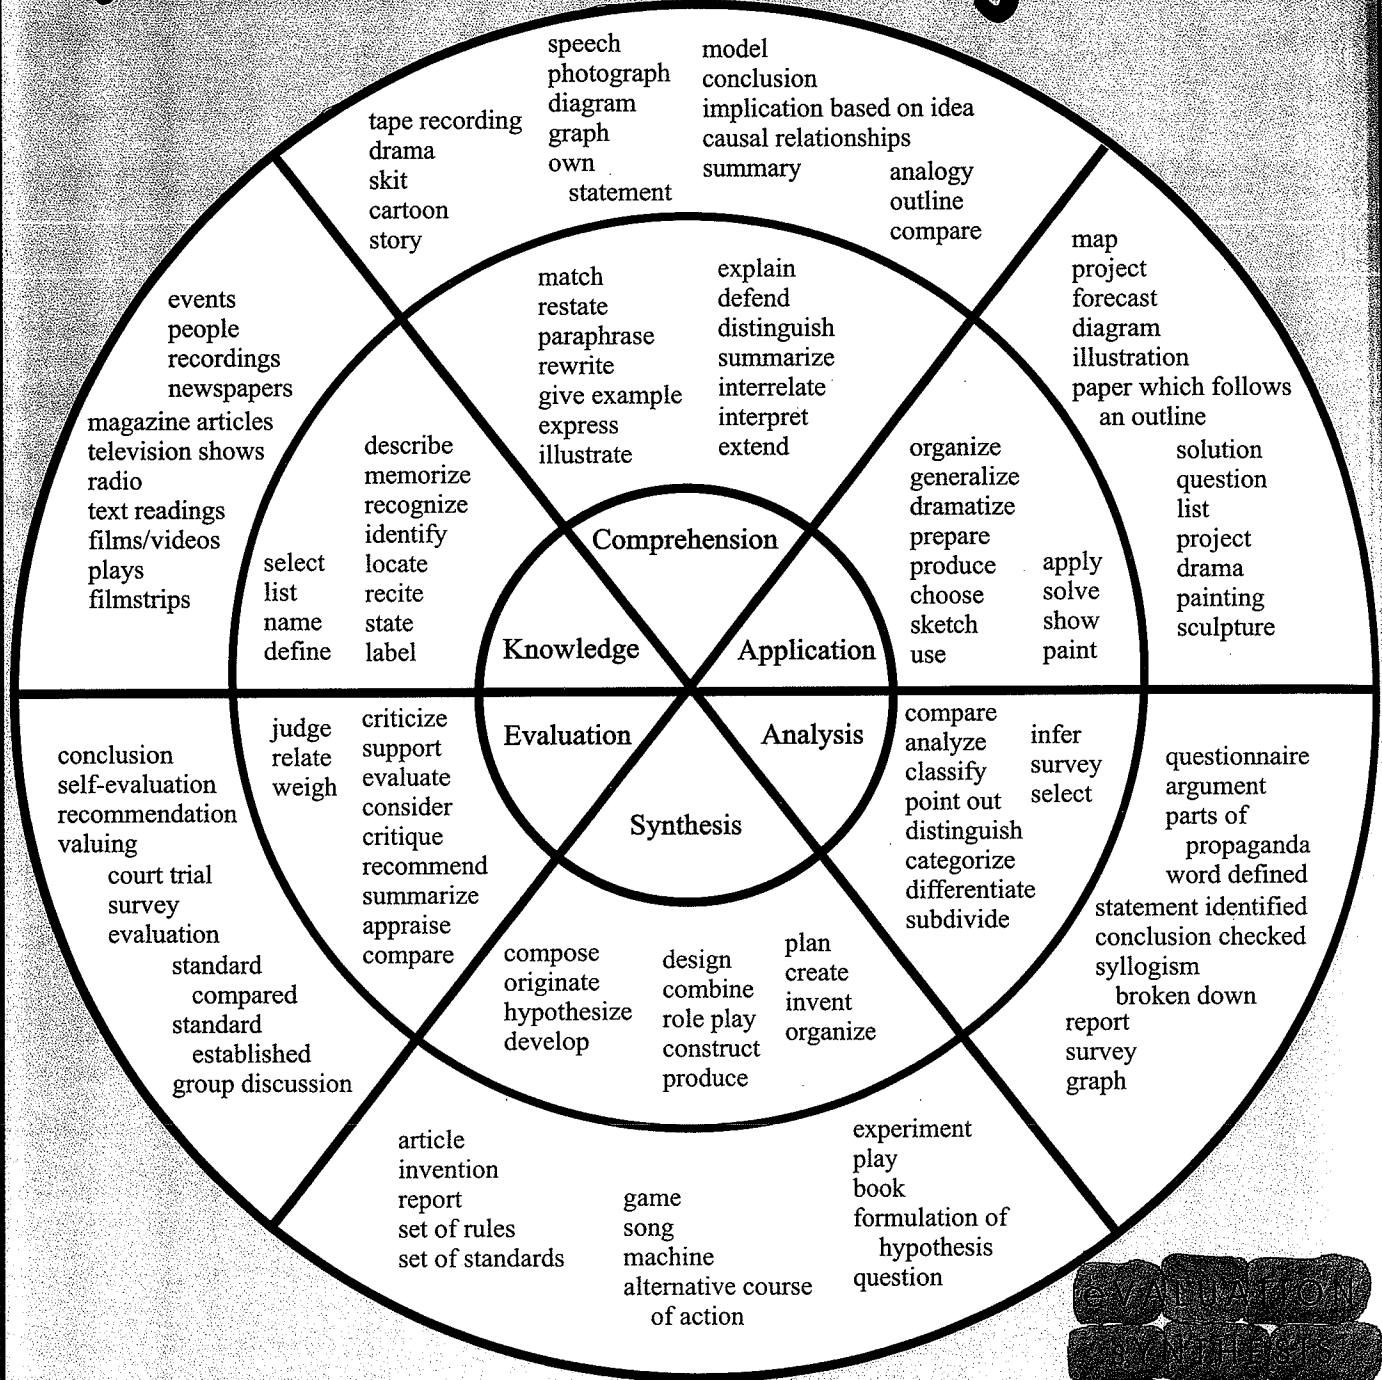 speech
photograph
diagram
graph
own
statement
model
conclusion
implication based on idea
causal relationships
summary
tape recording
drama
skit
cartoon
story
analogy
outline
compare
match
restate
paraphrase
rewrite
give example
express
illustrate
explain
defend
distinguish
summarize
interrelate
interpret
extend
Comprehension
map
project
forecast
diagram
illustration
paper which follows
an outline
solution
question
list
project
drama
painting
sculpture
organize
generalize
dramatize
prepare
produce
choose
sketch
use
apply
solve
show
paint
Application
events
people
recordings
newspapers
magazine articles
television shows
radio
text readings
films/videos
plays
filmstrips
select
list
name
define
describe
memorize
recognize
identify
locate
recite
state
label
Knowledge
Evaluation
judge
relate
weigh
criticize
support
evaluate
consider
critique
recommend
summarize
appraise
compare
conclusion
self-evaluation
recommendation
valuing
court trial
survey
evaluation
standard
compared
standard
established
group discussion
Analysis
compare
analyze
classify
point out
distinguish
categorize
differentiate
subdivide
infer
survey
select
questionnaire
argument
parts of
propaganda
word defined
statement identified
conclusion checked
syllogism
broken down
report
survey
graph
Synthesis
compose
originate
hypothesize
develop
design
combine
role play
construct
produce
plan
create
invent
organize
article
invention
report
set of rules
set of standards
game
song
machine
alternative course
of action
experiment
play
book
formulation of
hypothesis
question
eVALUATION
SYNTHESIS